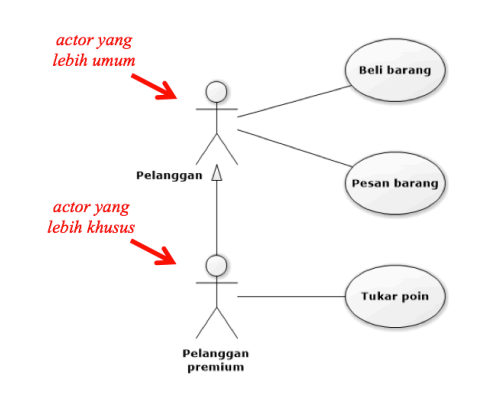 actor yang
lebih umum
Beli barang
Pelanggan
Pesan barang
actor yang
lebih khusus
Tukar poin
Pelanggan
premium